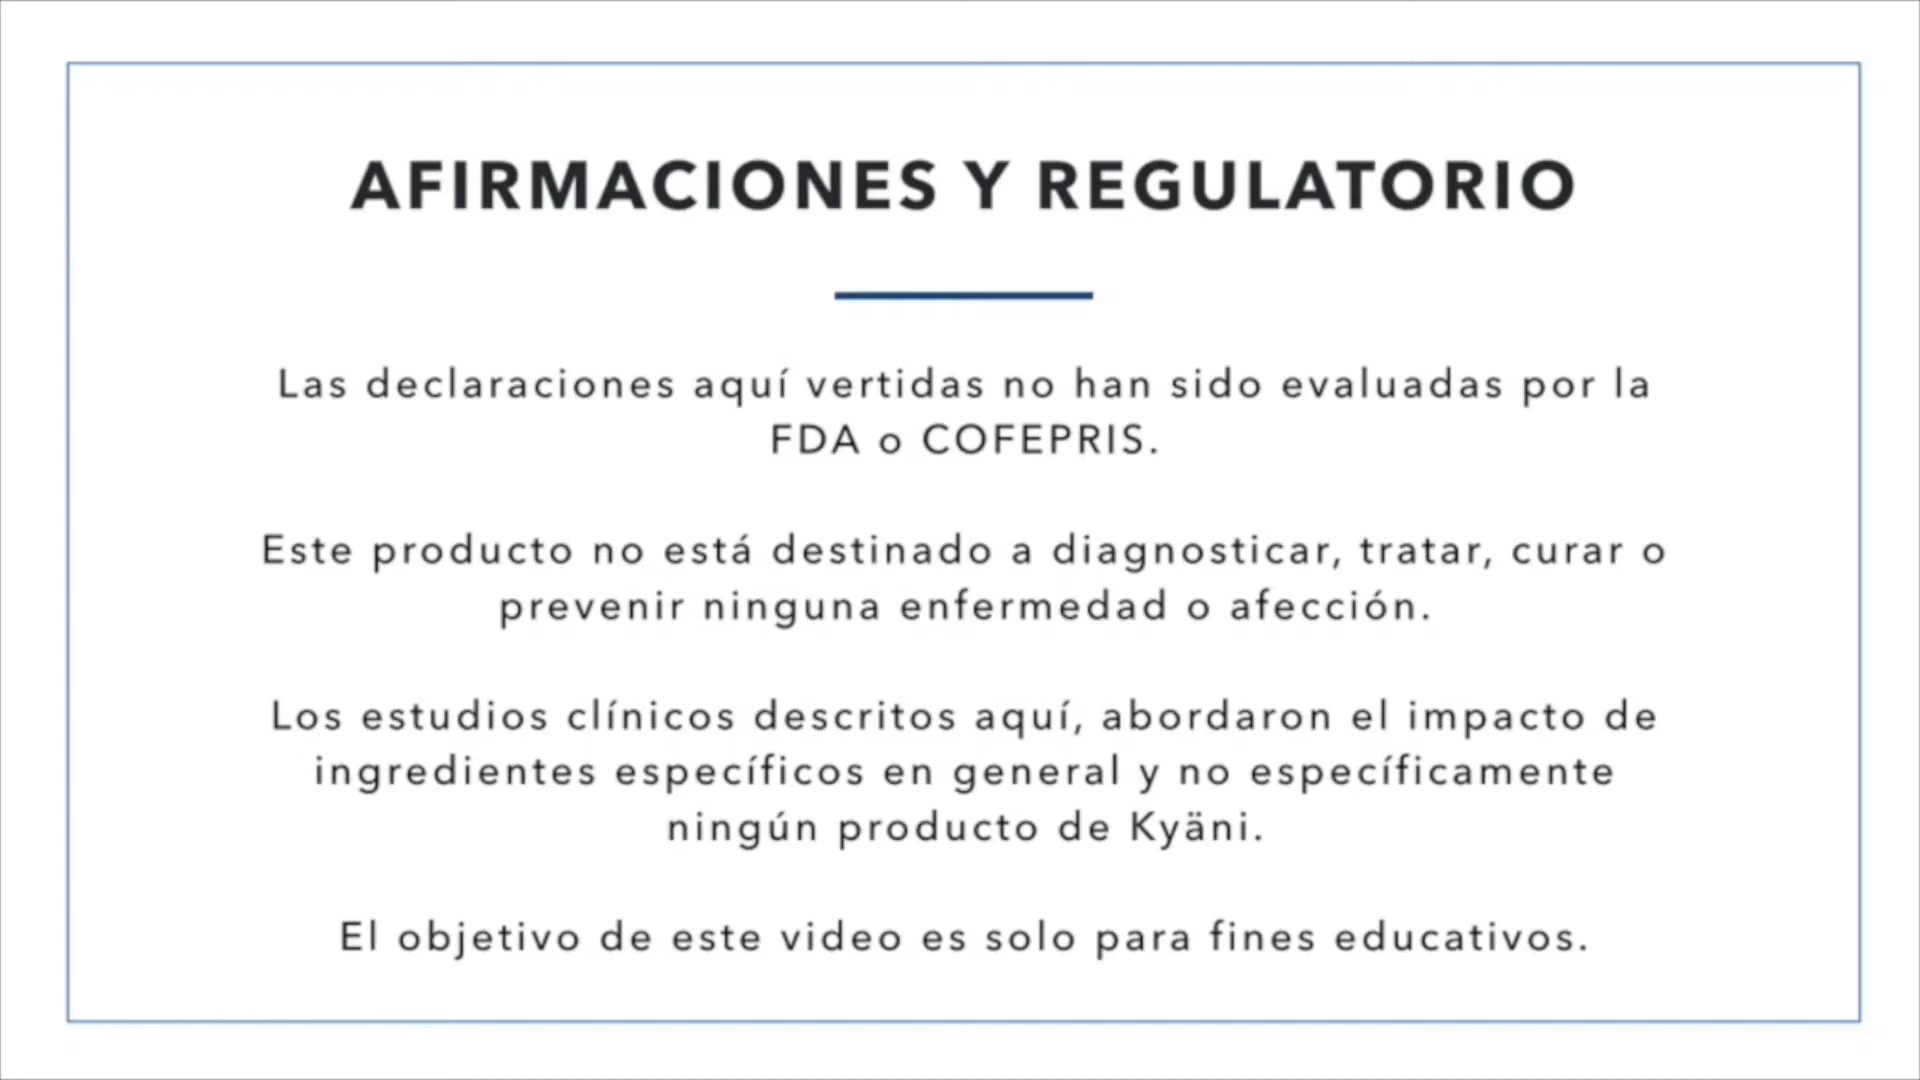 AFIRMACIONES Y REGULATORIO
Las declaraciones aquí vertidas no han sido evaluadas por la
FDA o COFEPRIS.
Este producto no está destinado a diagnosticar, tratar, curar o
prevenir ninguna enfermedad o afección.
Los estudios clínicos descritos aquí, abordaron el impacto de
ingredientes específicos en general y no específicamente
ningún producto de Kyäni.
El objetivo de este video es solo para fines educativos.